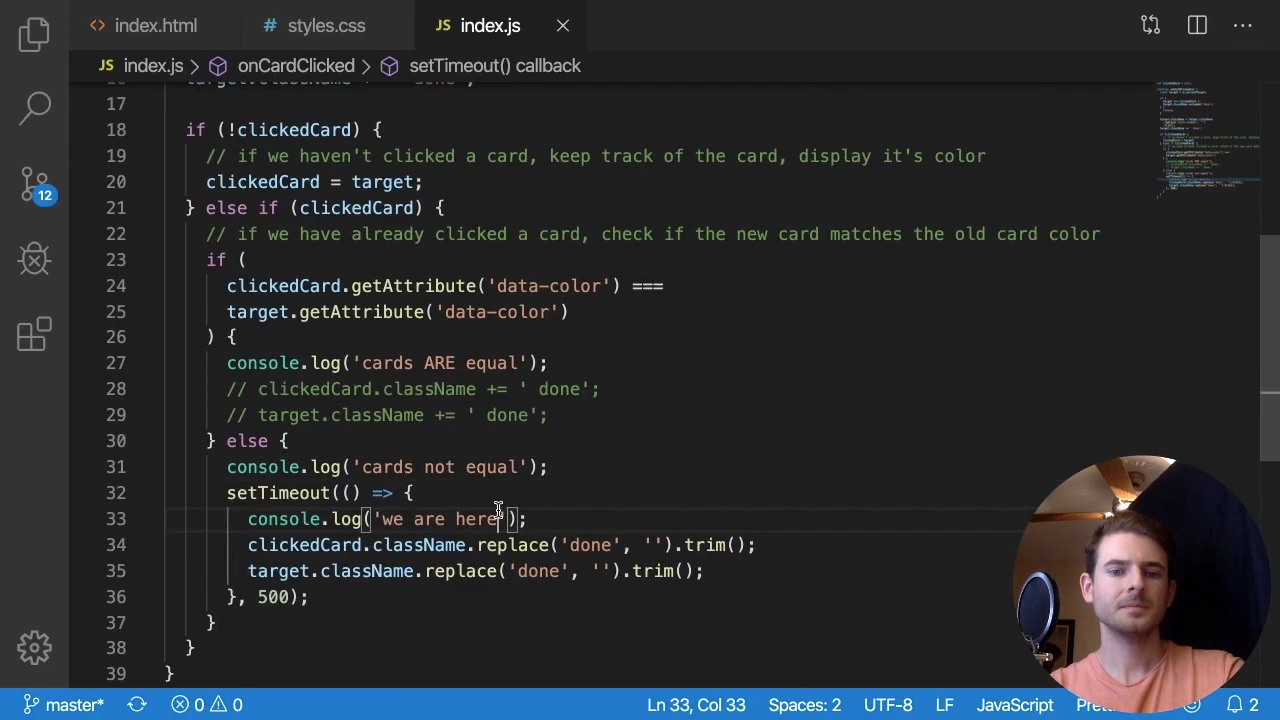 index.html
styles.css
JS index.js
JS index.js > onCardClicked > setTimeout() callback
17
18 if (!clickedCard) {
19 // if we haven't clicked a card, keep track of the card, display it's color
20 clickedCard = target;
21 } else if (clickedCard) {
22 // if we have already clicked a card, check if the new card matches the old card color
23 if (
24 clickedCard.getAttribute('data-color') ===
25 target.getAttribute('data-color')
26 ) {
27 console.log('cards ARE equal');
28 // clickedCard.className += ' done';
29 // target.className += ' done';
30 } else {
31 console.log('cards not equal');
32 setTimeout(() => {
33 console.log('we are here');
34 clickedCard.className.replace('done', '').trim();
35 target.className.replace('done', '').trim();
36 }, 500);
37 }
38 }
39 }
12
master* 0 0 Ln 33, Col 33 Spaces: 2 UTF-8 LF JavaScript 2